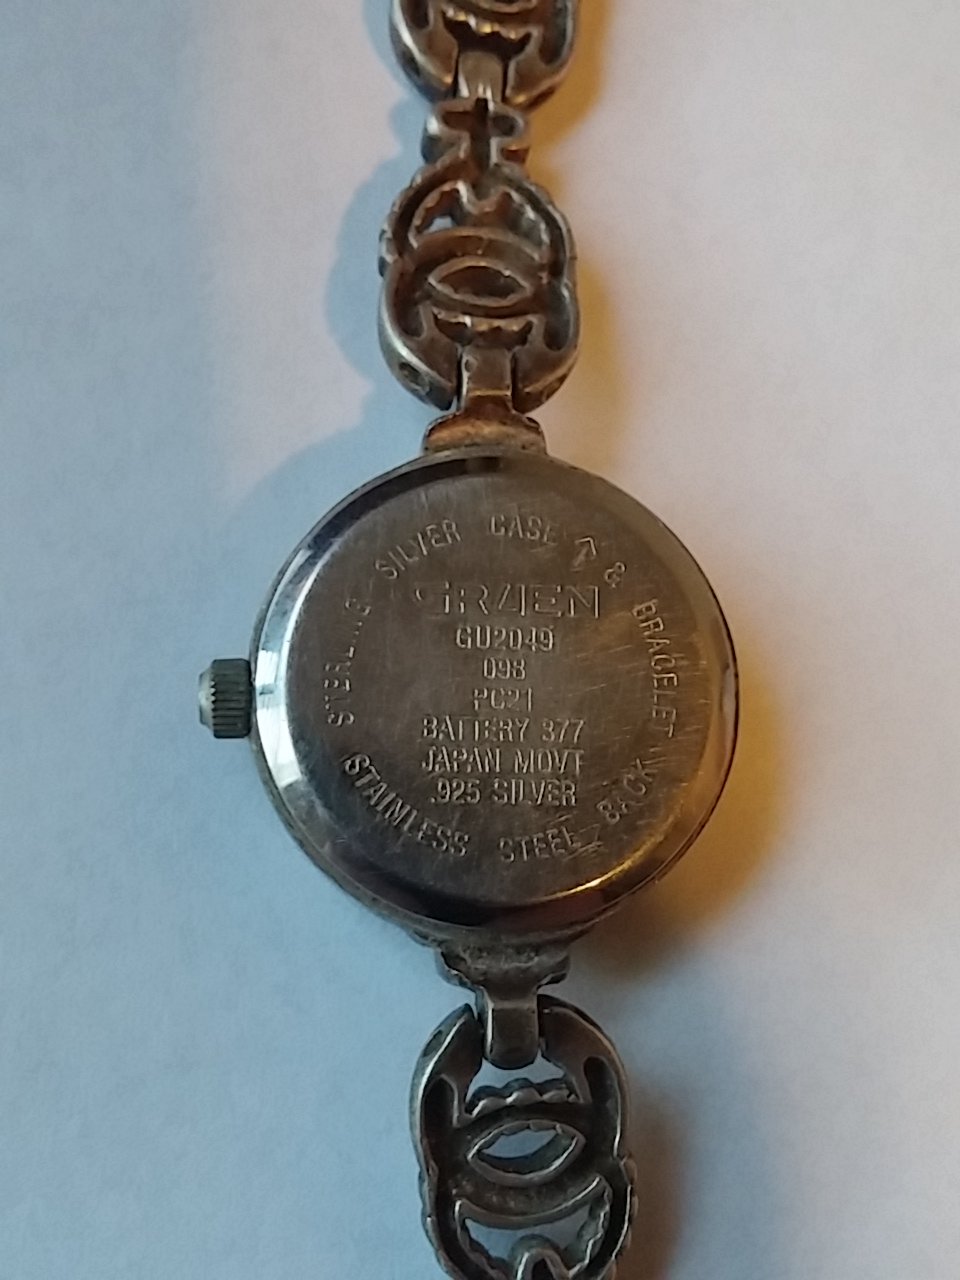 STERLING SILVER CASE & BRACELET
GRUEN
GU2049
098
PC21
BATTERY 377
JAPAN MOVT
.925 SILVER
STAINLESS STEEL BACK